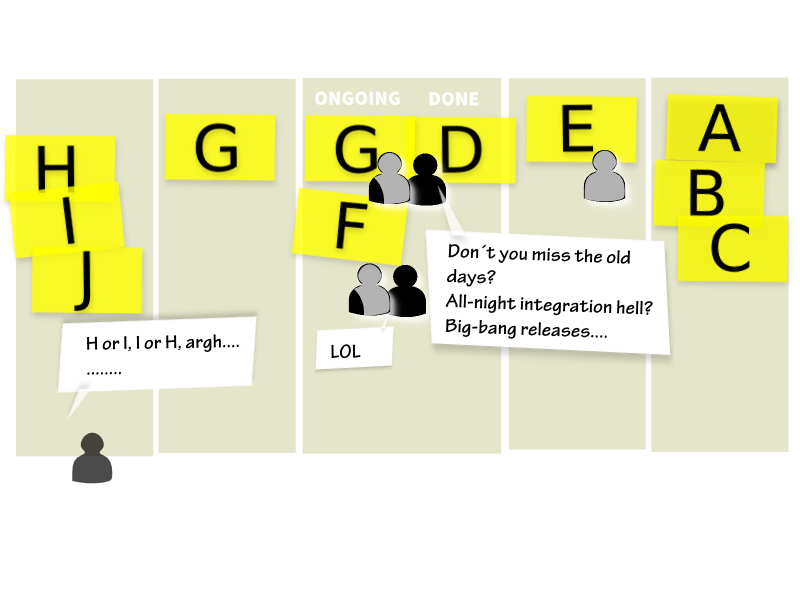 ONGOING DONE
H
I
J
G
G
D
F
E
A
B
C
Don´t you miss the old
days?
All-night integration hell?
Big-bang releases....
H or I, I or H, argh....
........
LOL